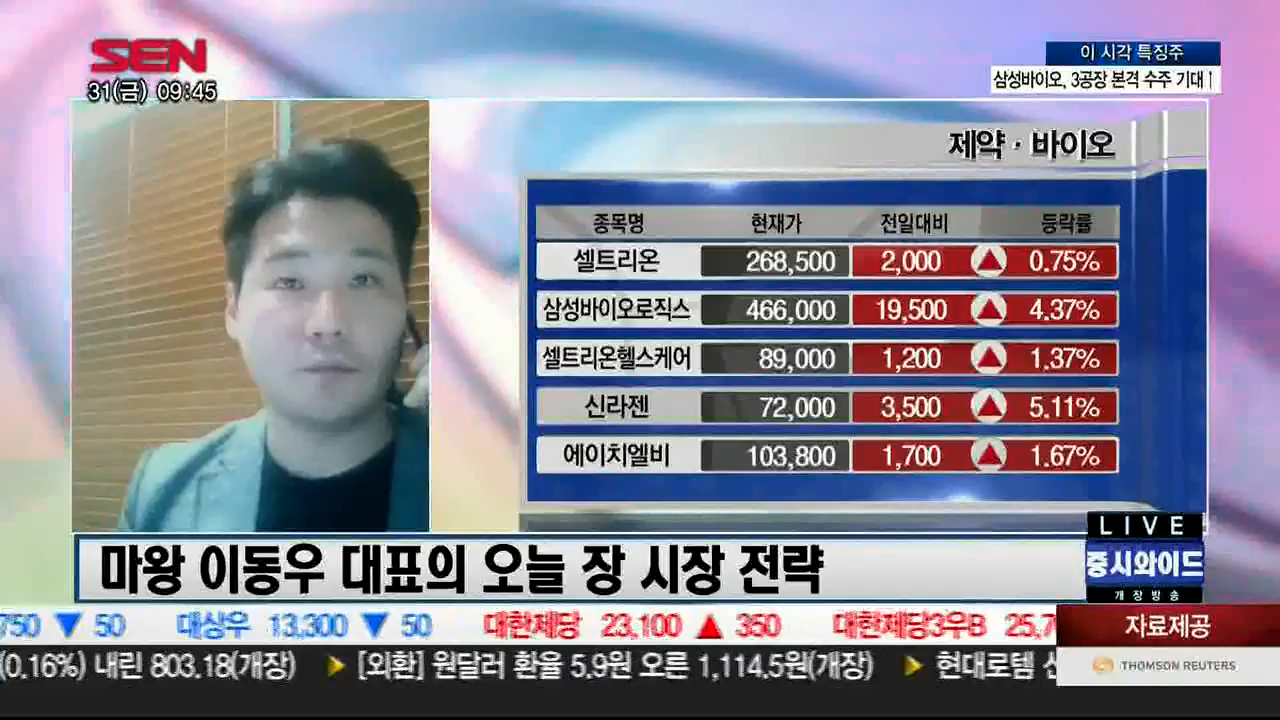 SEN
31(금) 09:45
이 시각 특징주
삼성바이오, 3공장 본격 수주 기대↑
제약·바이오
종목명 현재가 전일대비 등락률
셀트리온 268,500 2,000 ▲ 0.75%
삼성바이오로직스 466,000 19,500 ▲ 4.37%
셀트리온헬스케어 89,000 1,200 ▲ 1.37%
신라젠 72,000 3,500 ▲ 5.11%
에이치엘비 103,800 1,700 ▲ 1.67%
LIVE
증시와이드
개장방송
마왕 이동우 대표의 오늘 장 시장 전략
750 ▼ 50 대상우 13,300 ▼ 50 대한제당 23,100 ▲ 350 대한제당3우B 25,7
자료제공
(0.16%) 내린 803.18(개장) ▶ [외환] 원달러 환율 5.9원 오른 1,114.5원(개장) ▶ 현대로템
THOMSON REUTERS